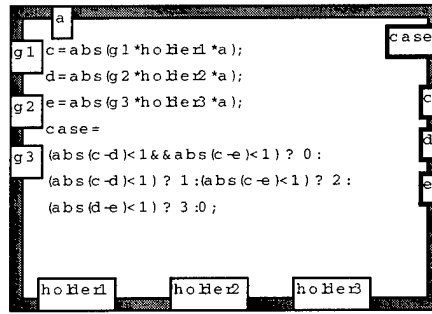 a
case
g1 c=abs(g1*holder1*a);
d=abs(g2*holder2*a);
c
g2 e=abs(g3*holder3*a);
d
case=
g3 (abs(c-d)<1&&abs(c-e)<1)? 0:
e
(abs(c-d)<1)? 1:(abs(c-e)<1)? 2:
(abs(d-e)<1)? 3:0;
holder1 holder2 holder3